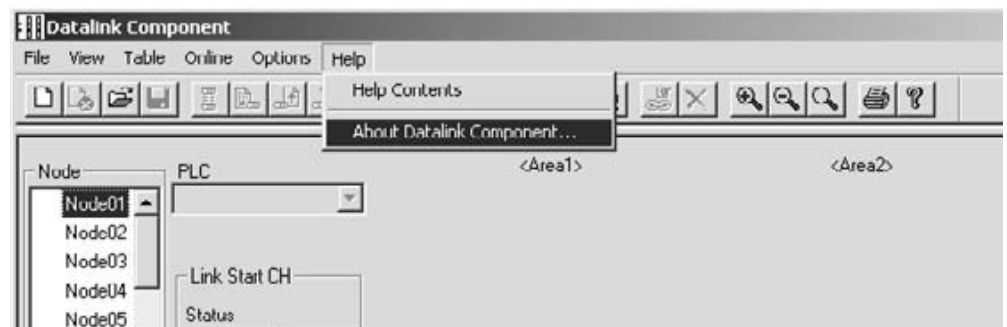 Datalink Component
File View Table Online Options Help
Help Contents
About Datalink Component...
<Area1> <Area2>
Node PLC
Node01
Node02
Node03
Node04
Node05
Link Start CH
Status